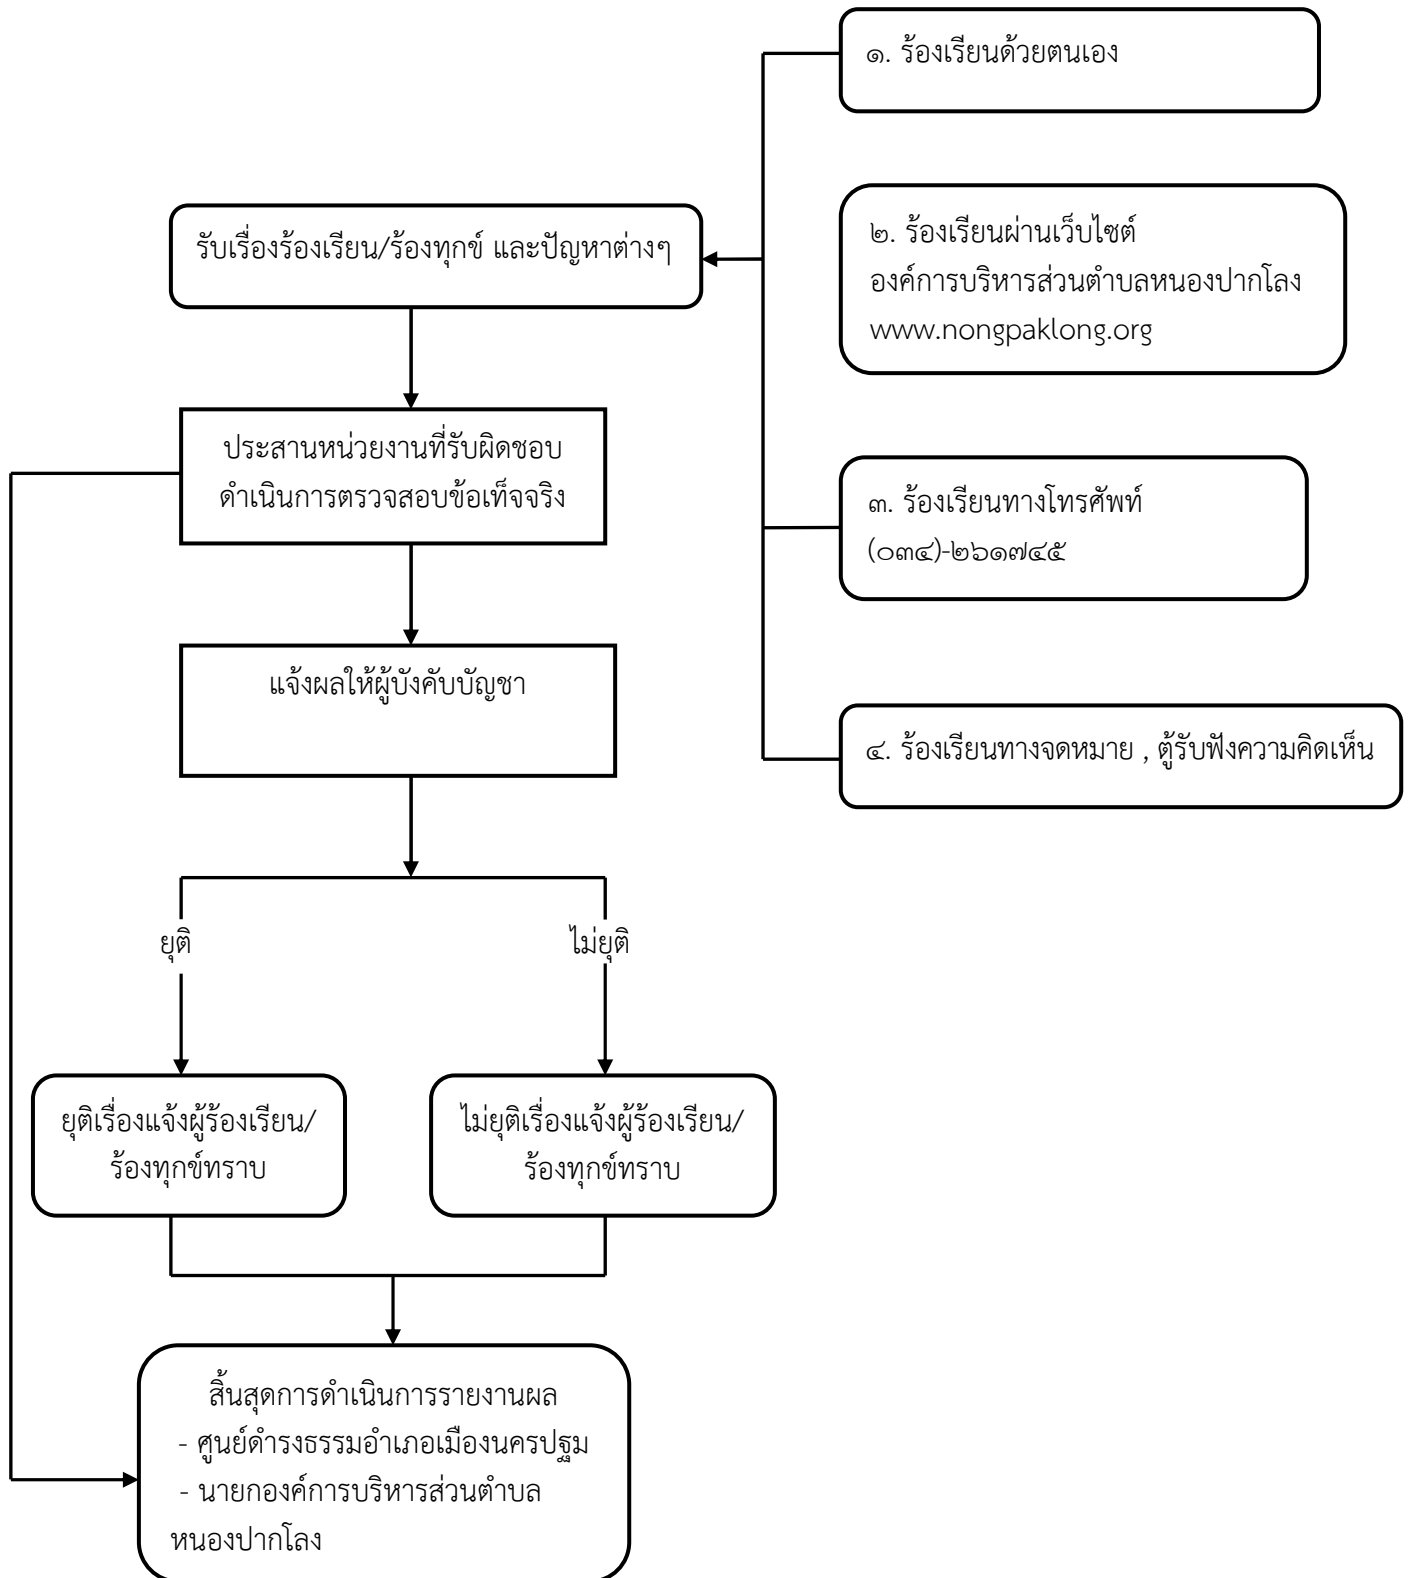 ๑. ร้องเรียนด้วยตนเอง
รับเรื่องร้องเรียน/ร้องทุกข์ และปัญหาต่างๆ
๒. ร้องเรียนผ่านเว็บไซต์
องค์การบริหารส่วนตำบลหนองปากโลง
www.nongpaklong.org
ประสานหน่วยงานที่รับผิดชอบ
ดำเนินการตรวจสอบข้อเท็จจริง
๓. ร้องเรียนทางโทรศัพท์
(๐๓๔)-๒๖๑๗๔๕
แจ้งผลให้ผู้บังคับบัญชา
๔. ร้องเรียนทางจดหมาย , ตู้รับฟังความคิดเห็น
ยุติ
ไม่ยุติ
ยุติเรื่องแจ้งผู้ร้องเรียน/
ร้องทุกข์ทราบ
ไม่ยุติเรื่องแจ้งผู้ร้องเรียน/
ร้องทุกข์ทราบ
สิ้นสุดการดำเนินการรายงานผล
- ศูนย์ดำรงธรรมอำเภอเมืองนครปฐม
- นายกองค์การบริหารส่วนตำบล
หนองปากโลง